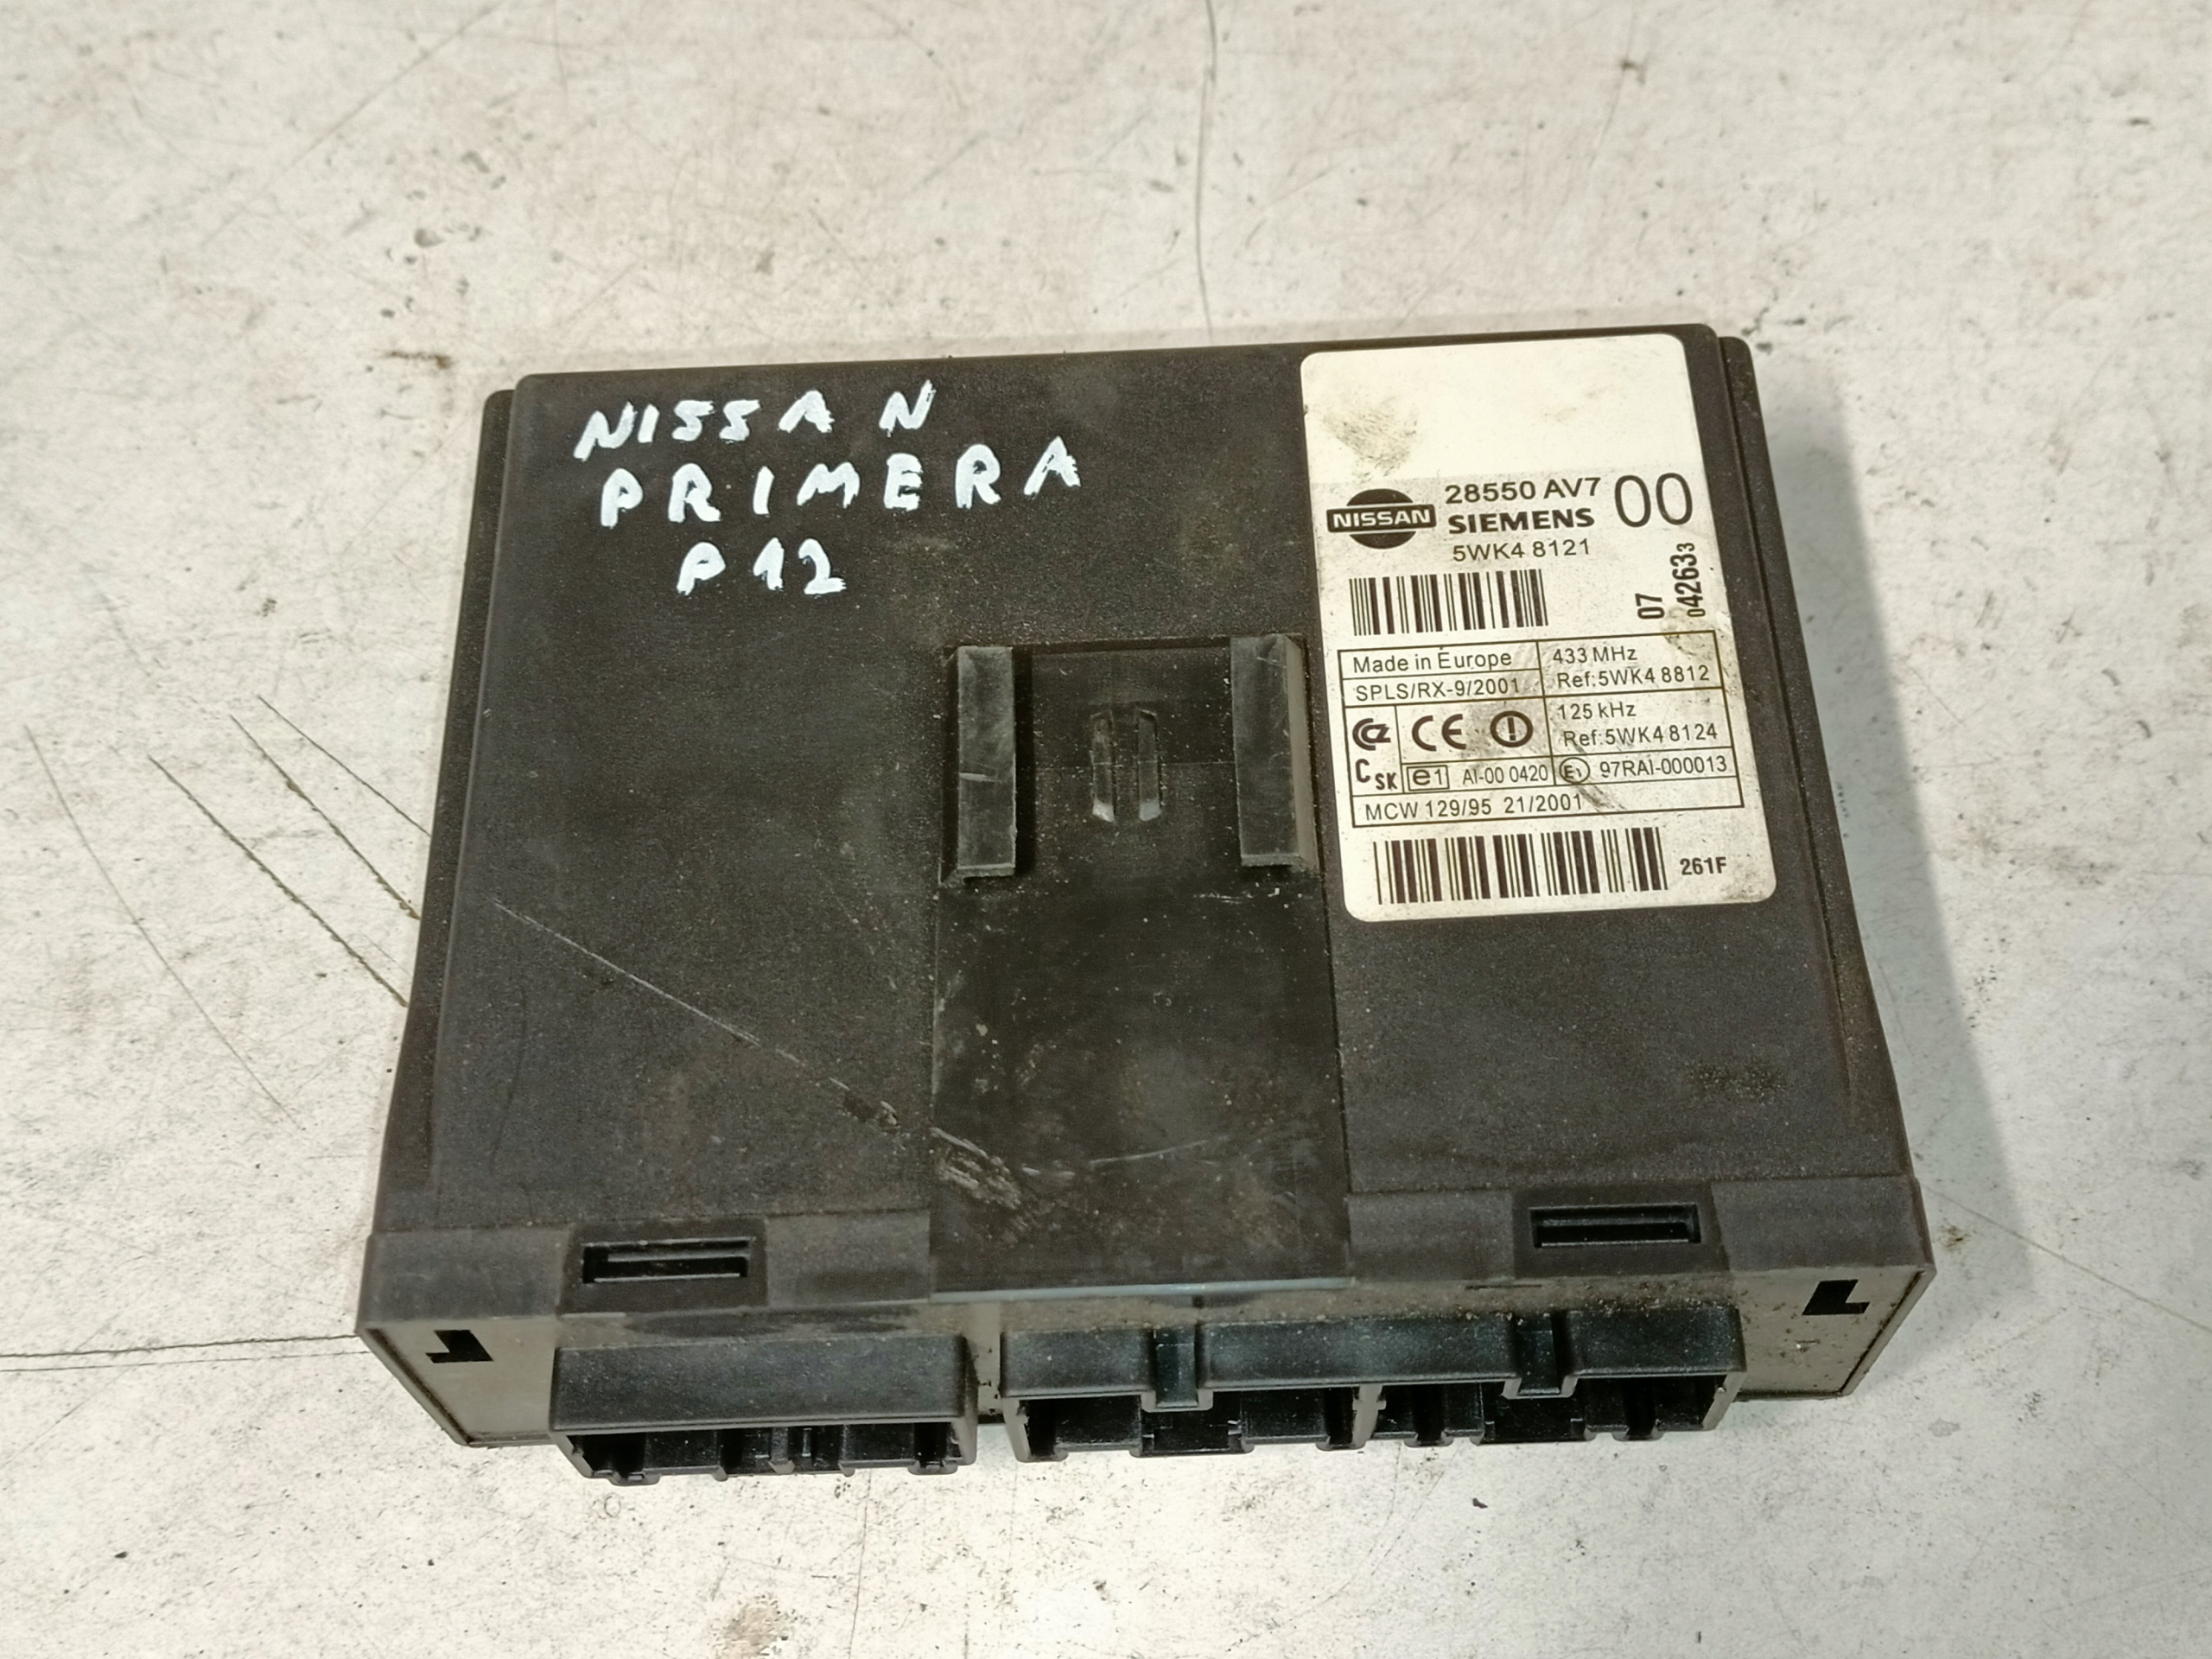 NISSAN
PRIMERA
P12
NISSAN
28550 AV7 00
SIEMENS
5WK4 8121
07
042633
Made in Europe
433 MHz
Ref:5WK4 8812
SPLS/RX-9/2001
125 kHz
Ref:5WK4 8124
CE
C SK
e1 AI-00 0420
E1 97RAI-000013
MCW 129/95 21/2001
261F